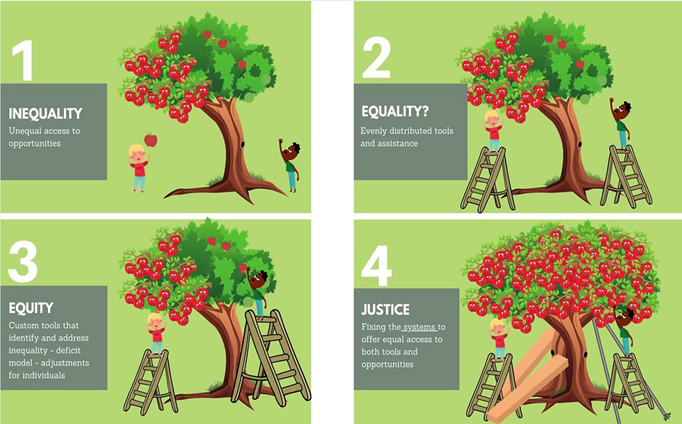 1
INEQUALITY
Unequal access to
opportunities
2
EQUALITY?
Evenly distributed tools
and assistance
3
EQUITY
Custom tools that
identify and address
inequality - deficit
model - adjustments
for individuals
4
JUSTICE
Fixing the systems to
offer equal access to
both tools and
opportunities